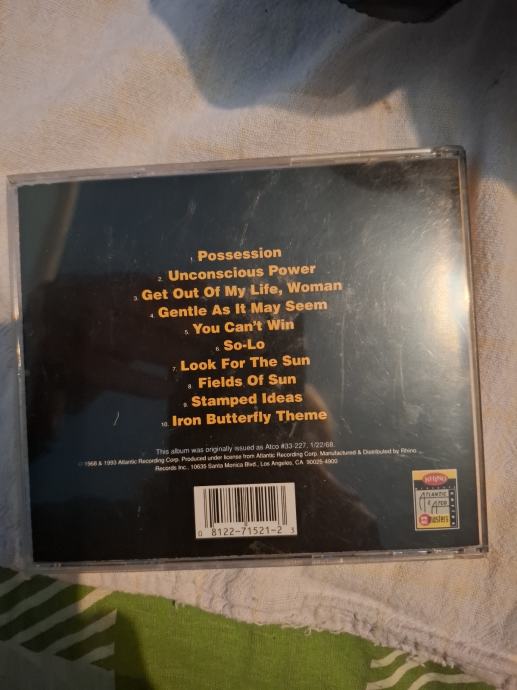 1. Possession
2. Unconscious Power
3. Get Out Of My Life, Woman
4. Gentle As It May Seem
5. You Can't Win
6. So-Lo
7. Look For The Sun
8. Fields Of Sun
9. Stamped Ideas
10. Iron Butterfly Theme
This album was originally issued as Atco #33-227, 1/22/68.
℗ 1968 & 1993 Atlantic Recording Corp. Produced under license from Atlantic Recording Corp. Manufactured & Distributed by Rhino
Records Inc., 10635 Santa Monica Blvd., Los Angeles, CA 90025-4900
0 8122-71521-2 3
RHINO
ATLANTIC
& ATCO